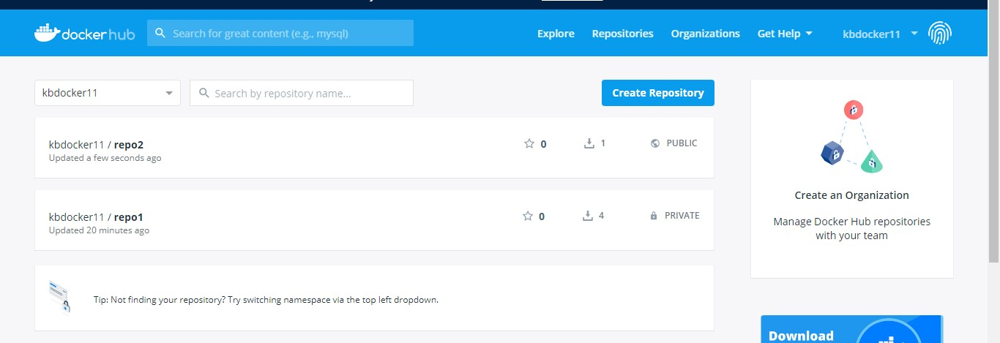 docker hub
Search for great content (e.g., mysql)
Explore
Repositories
Organizations
Get Help
kbdocker11
kbdocker11
Search by repository name...
Create Repository
kbdocker11 / repo2
Updated a few seconds ago
0
1
PUBLIC
kbdocker11 / repo1
Updated 20 minutes ago
0
4
PRIVATE
Tip: Not finding your repository? Try switching namespace via the top left dropdown.
Create an Organization
Manage Docker Hub repositories
with your team
Download